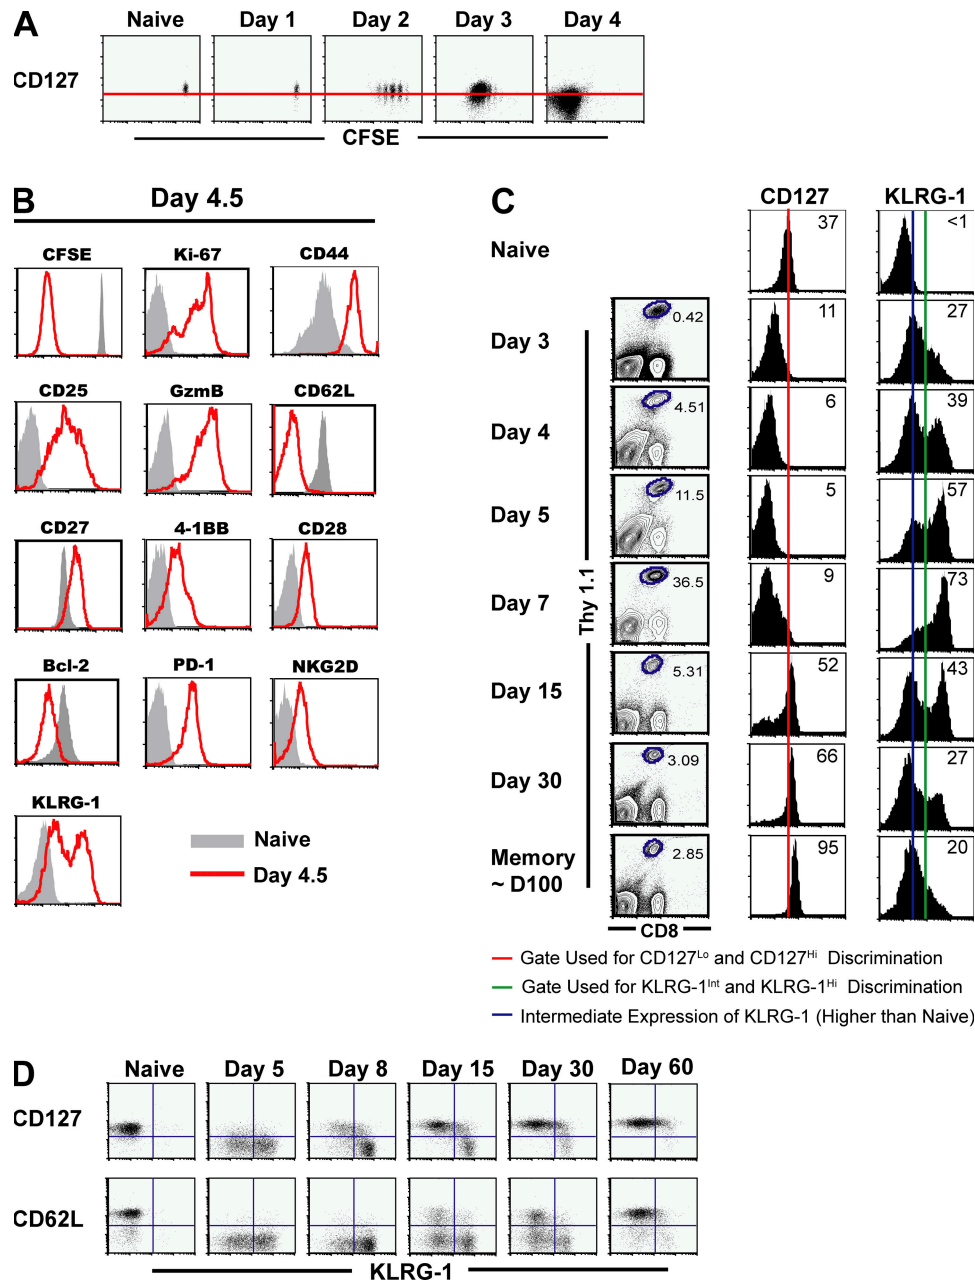 A
Naive Day 1 Day 2 Day 3 Day 4
CD127
CFSE
B
Day 4.5
CFSE Ki-67 CD44
CD25 GzmB CD62L
CD27 4-1BB CD28
Bcl-2 PD-1 NKG2D
KLRG-1
Naive
Day 4.5
C
CD127 KLRG-1
Naive 37 <1
Day 3 0.42 11 27
Day 4 4.51 6 39
Day 5 11.5 5 57
Thy 1.1
Day 7 36.5 9 73
Day 15 5.31 52 43
Day 30 3.09 66 27
Memory
~ D100 2.85 95 20
CD8
Gate Used for CD127Lo and CD127Hi Discrimination
Gate Used for KLRG-1Int and KLRG-1Hi Discrimination
Intermediate Expression of KLRG-1 (Higher than Naive)
D
Naive Day 5 Day 8 Day 15 Day 30 Day 60
CD127
CD62L
KLRG-1